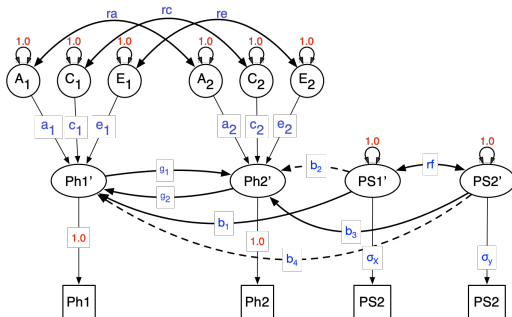 ra rc re
1.0 1.0 1.0 1.0 1.0 1.0
A1 C1 E1 A2 C2 E2
a1 c1 e1 a2 c2 e2
1.0 1.0
g1 b2 rf
Ph1' Ph2' PS1' PS2'
g2
b1 b3
1.0 1.0 b4 σx σy
Ph1 Ph2 PS2 PS2